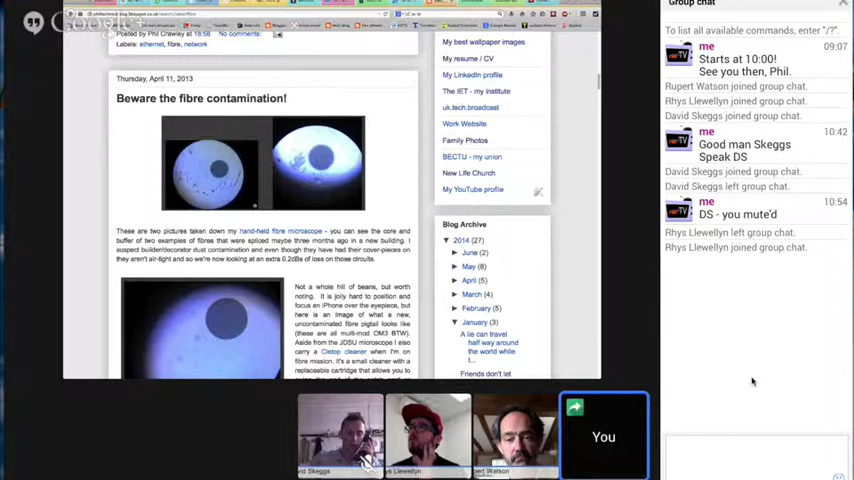 Group chat
To list all available commands, enter "/?".
me 09:07
Starts at 10:00!
See you then, Phil.
Rupert Watson joined group chat.
Rhys Llewellyn joined group chat.
David Skeggs joined group chat.
me 10:42
Good man Skeggs
Speak DS
David Skeggs joined group chat.
David Skeggs left group chat.
me 10:54
DS - you mute'd
Rhys Llewellyn left group chat.
Rhys Llewellyn joined group chat.
Google+
Posted by Phil Crawley at 18:58 No comments:
Labels: ethernet, fibre, network
Thursday, April 11, 2013
Beware the fibre contamination!
These are two pictures taken down my hand-held fibre microscope - you can see the core and
buffer of two examples of fibres that were spliced maybe three months ago in a new building. I
suspect builder/decorator dust contamination and even though they have had their cover-pieces on
they aren't air-tight and so we're now looking at an extra 0.2dBs of loss on those circuits.
Not a whole hill of beans, but worth
noting. It is jolly hard to position and
focus an iPhone over the eyepiece, but
here is an image of what a new,
uncontaminated fibre pigtail looks like
(these are all multi-mod OM3 BTW).
Aside from the JDSU microscope I also
carry a Cletop cleaner when I'm on
fibre mission. It's a small cleaner with a
replaceable cartridge that allows you to
My best wallpaper images
My resume / CV
My LinkedIn profile
The IET - my institute
uk.tech.broadcast
Work Website
Family Photos
BECTU - my union
New Life Church
My YouTube profile
Blog Archive
▼ 2014 (27)
► June (2)
► May (8)
► April (5)
► March (4)
► February (2)
▼ January (3)
A lie can travel
half way around
the world while
t...
Friends don't let
David Skeggs
Rhys Llewellyn
Rupert Watson
You